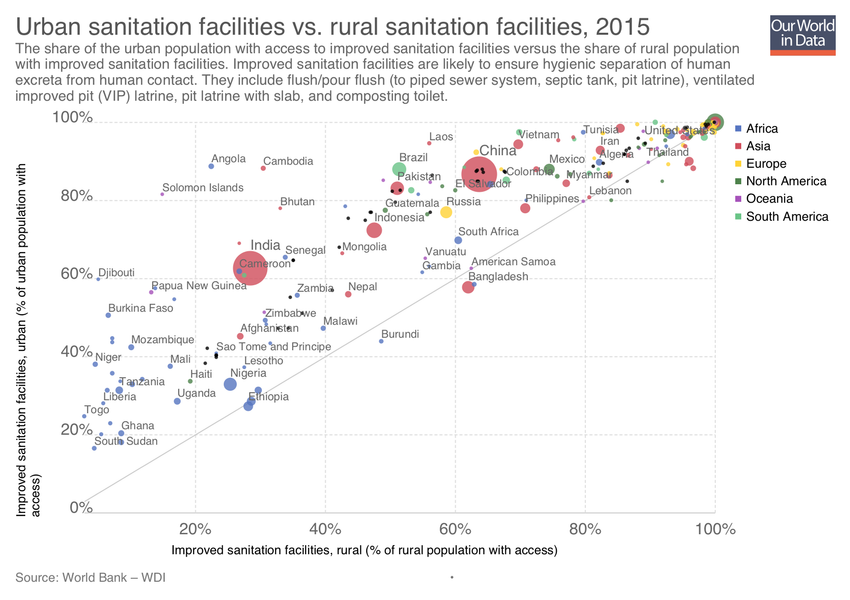 Urban sanitation facilities vs. rural sanitation facilities, 2015
Our World
in Data
The share of the urban population with access to improved sanitation facilities versus the share of rural population
with improved sanitation facilities. Improved sanitation facilities are likely to ensure hygienic separation of human
excreta from human contact. They include flush/pour flush (to piped sewer system, septic tank, pit latrine), ventilated
improved pit (VIP) latrine, pit latrine with slab, and composting toilet.
Improved sanitation facilities, urban (% of urban population with
access)
100%
80%
60%
40%
20%
0%
Africa
Asia
Europe
North America
Oceania
South America
Laos
Vietnam
Tunisia
United States
Iran
Angola
Cambodia
Brazil
China
Mexico
Algeria
Thailand
Solomon Islands
Pakistan
Colombia
El Salvador
Lebanon
Bhutan
Guatemala
Russia
Philippines
Indonesia
India
Senegal
Mongolia
South Africa
Cameroon
Vanuatu
Gambia
American Samoa
Djibouti
Papua New Guinea
Zambia
Nepal
Bangladesh
Burkina Faso
Zimbabwe
Malawi
Afghanistan
Burundi
Mozambique
Sao Tome and Principe
Niger
Mali
Lesotho
Haiti
Nigeria
Tanzania
Liberia
Uganda
Ethiopia
Togo
Ghana
South Sudan
20%
40%
60%
80%
100%
Improved sanitation facilities, rural (% of rural population with access)
Source: World Bank – WDI